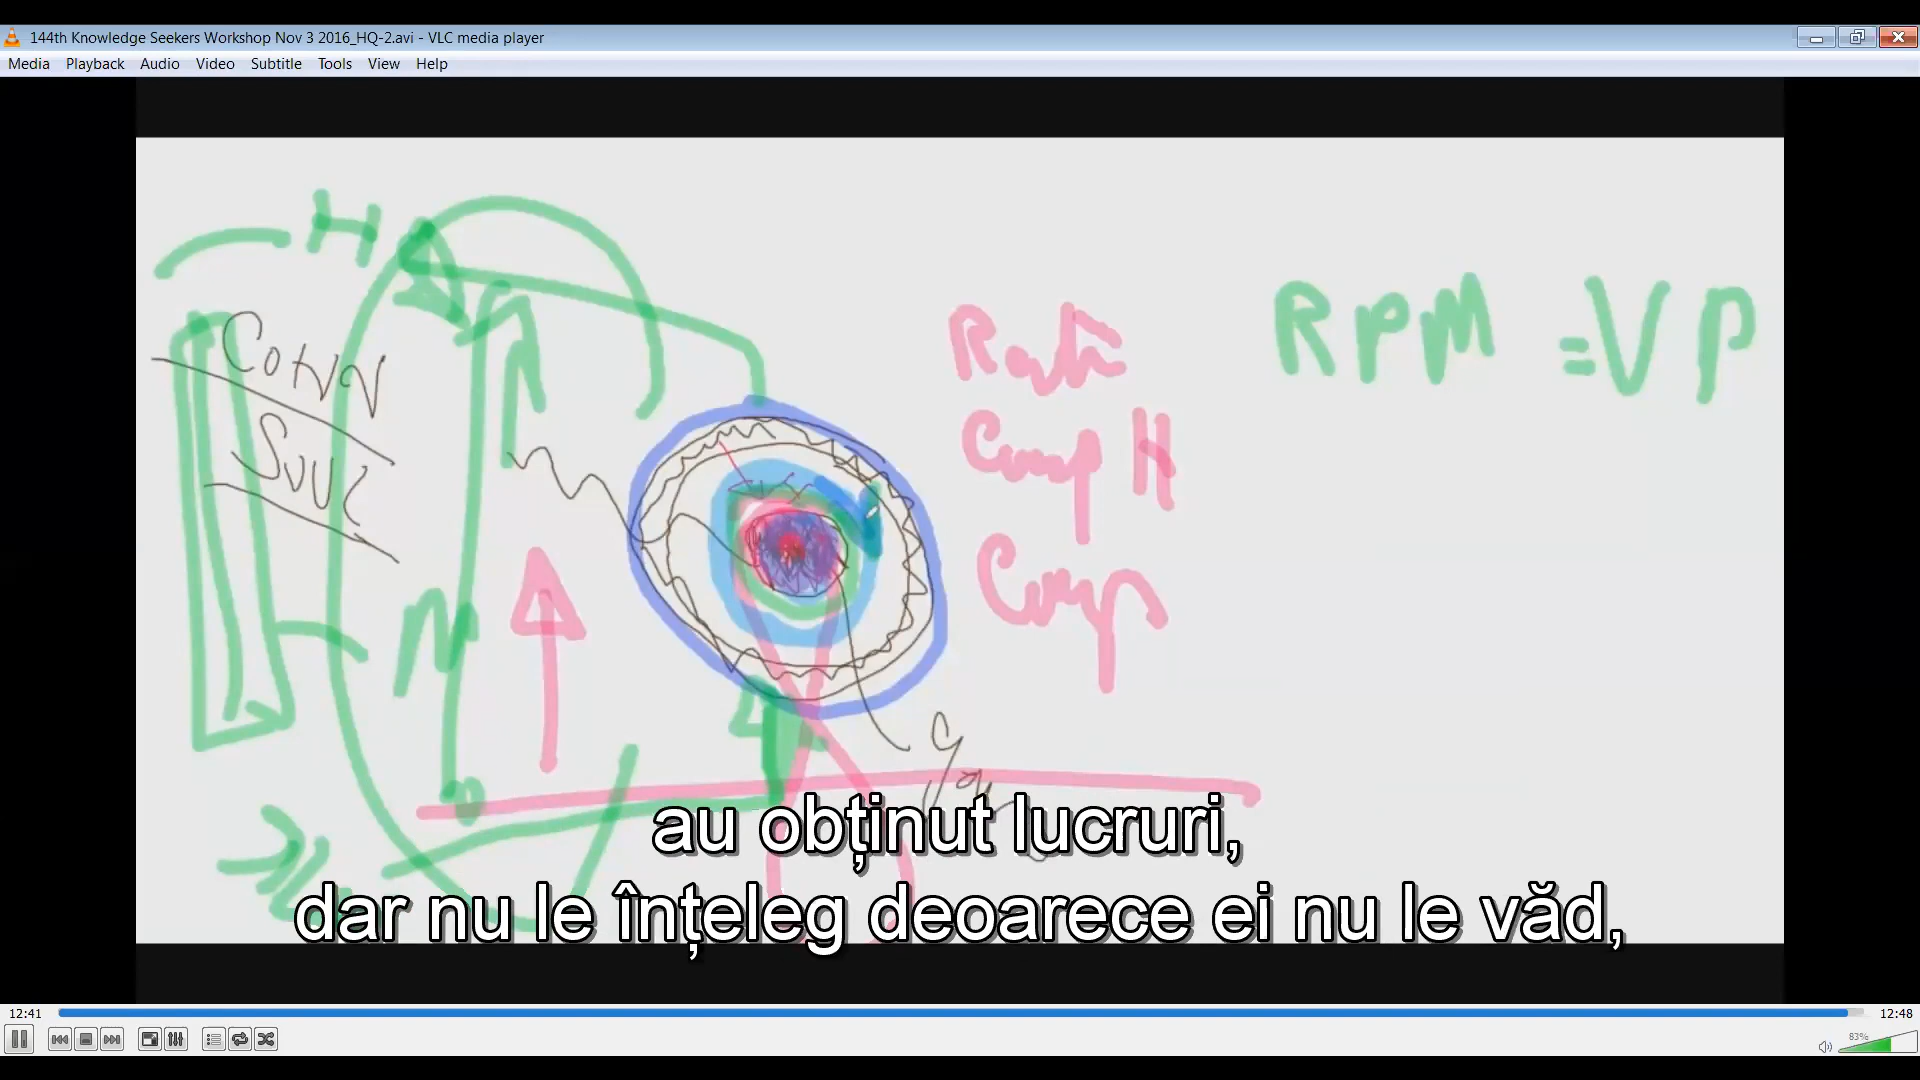 144th Knowledge Seekers Workshop Nov 3 2016_HQ-2.avi - VLC media player
Media Playback Audio Video Subtitle Tools View Help
H
RPM = VP
Comp H
N
au obținut lucruri,
dar nu le înțeleg deoarece ei nu le văd,
12:41
12:48
83%